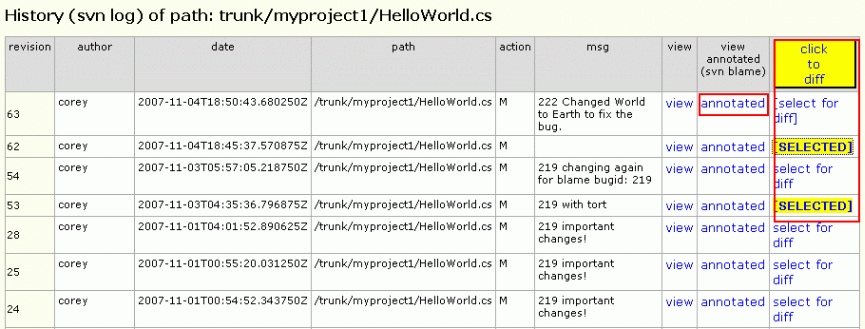 History (svn log) of path: trunk/myproject1/HelloWorld.cs
revision author date path action msg view view annotated (svn blame) click to diff
63 corey 2007-11-04T18:50:43.680250Z /trunk/myproject1/HelloWorld.cs M 222 Changed World to Earth to fix the bug. view annotated [select for diff]
62 corey 2007-11-04T18:45:37.570875Z /trunk/myproject1/HelloWorld.cs M view annotated [SELECTED]
54 corey 2007-11-03T05:57:05.218750Z /trunk/myproject1/HelloWorld.cs M 219 changing again for blame bugid: 219 view annotated select for diff
53 corey 2007-11-03T04:35:36.796875Z /trunk/myproject1/HelloWorld.cs M 219 with tort view annotated [SELECTED]
28 corey 2007-11-01T04:01:52.890625Z /trunk/myproject1/HelloWorld.cs M 219 important changes! view annotated select for diff
25 corey 2007-11-01T00:55:20.031250Z /trunk/myproject1/HelloWorld.cs M 219 important changes! view annotated select for diff
24 corey 2007-11-01T00:54:52.343750Z /trunk/myproject1/HelloWorld.cs M 219 important changes! view annotated select for diff